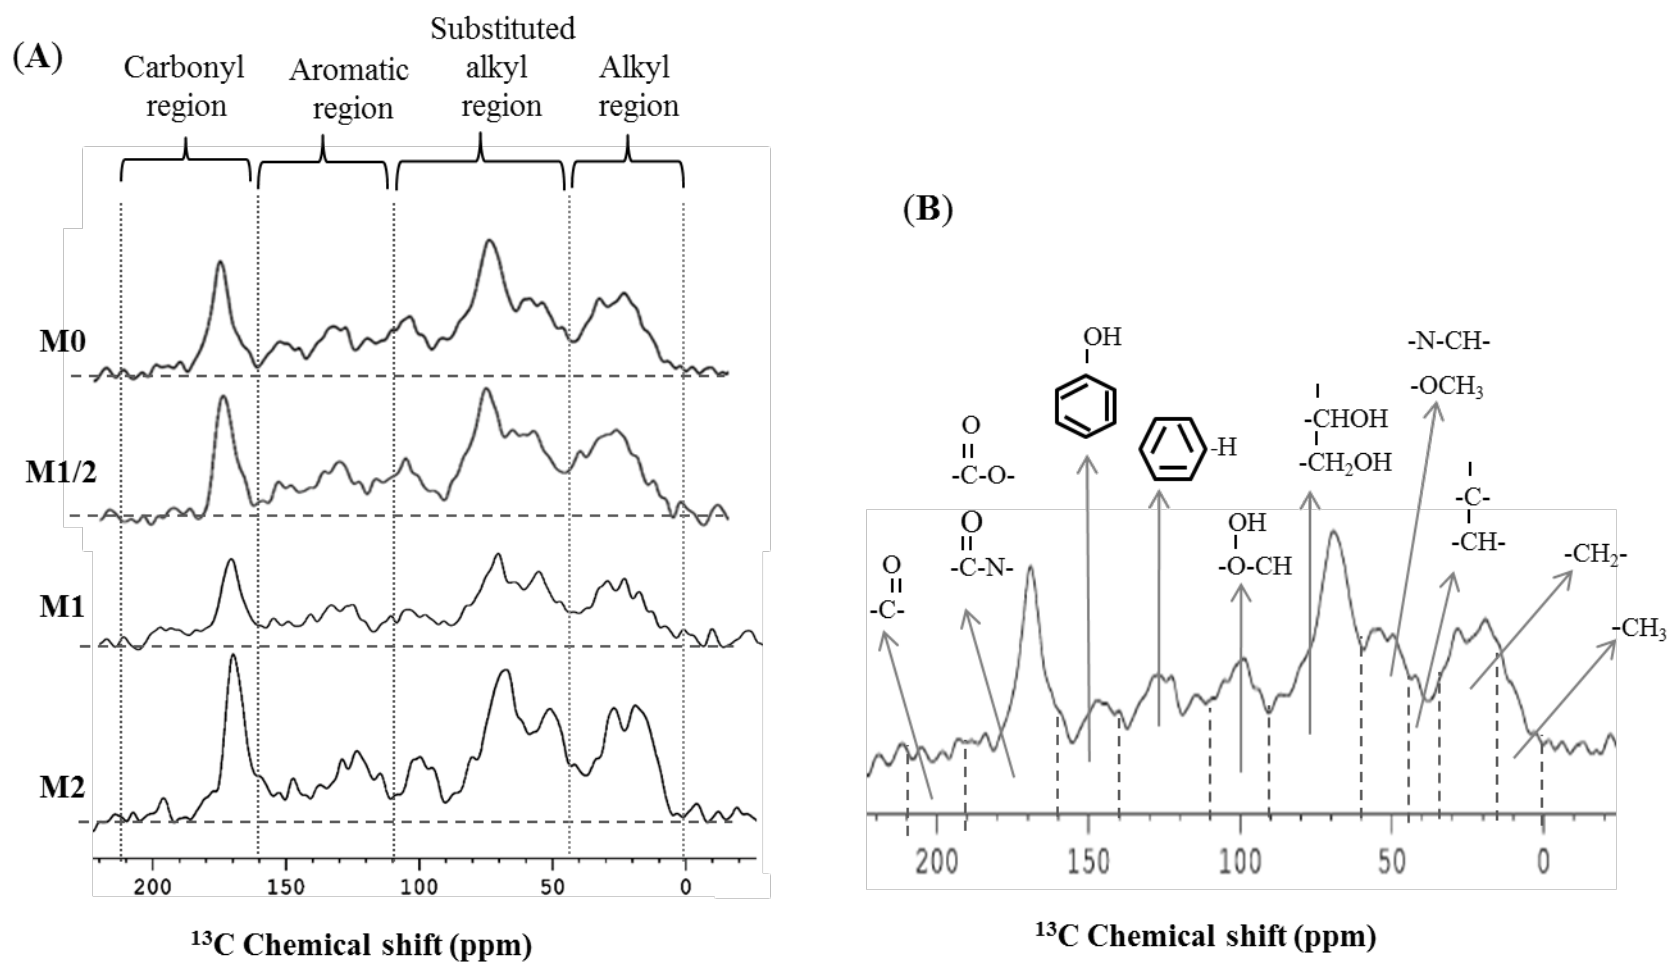 (A)
Carbonyl
region
Aromatic
region
Substituted
alkyl
region
Alkyl
region
M0
M1/2
M1
M2
200 150 100 50 0
¹³C Chemical shift (ppm)
(B)
O
-C-
O
-C-O-
O
-C-N-
OH
-H
OH
-O-CH
-CHOH
-CH₂OH
-N-CH-
-OCH₃
-C-
-CH-
-CH₂-
-CH₃
200 150 100 50 0
¹³C Chemical shift (ppm)